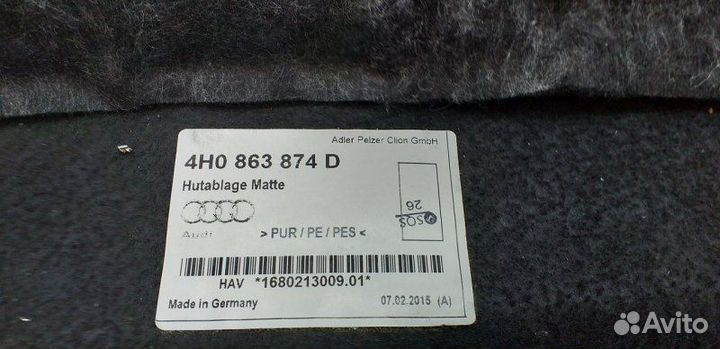 Adler Pelzer Clion GmbH
4H0 863 874 D
Hutablage Matte
Audi
> PUR / PE / PES <
SOS
26
HAV *1680213009.01*
Made in Germany
07.02.2015 (A)
Avito